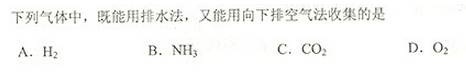 下列气体中，既能用排水法，又能用向下排空气法收集的是
A. H₂ B. NH₃ C. CO₂ D. O₂